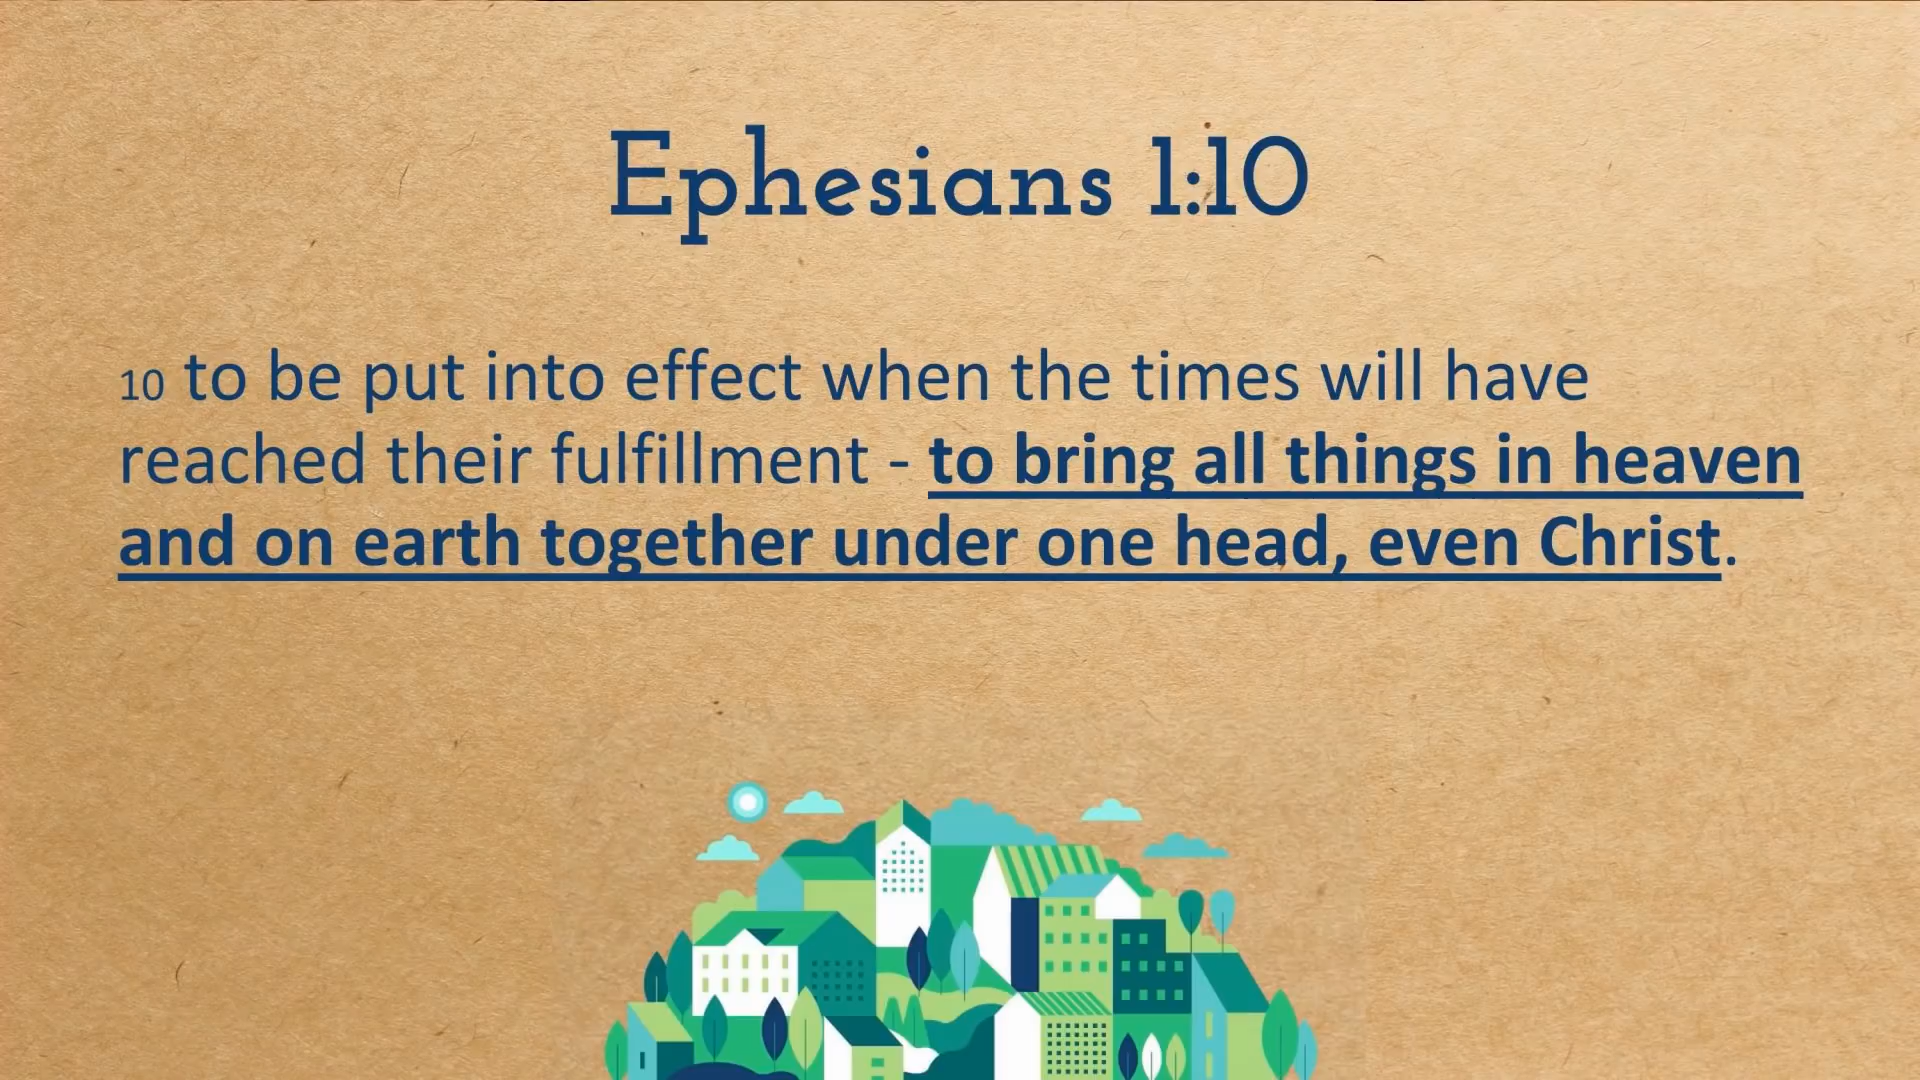 Ephesians 1:10
10 to be put into effect when the times will have
reached their fulfillment - to bring all things in heaven
and on earth together under one head, even Christ.